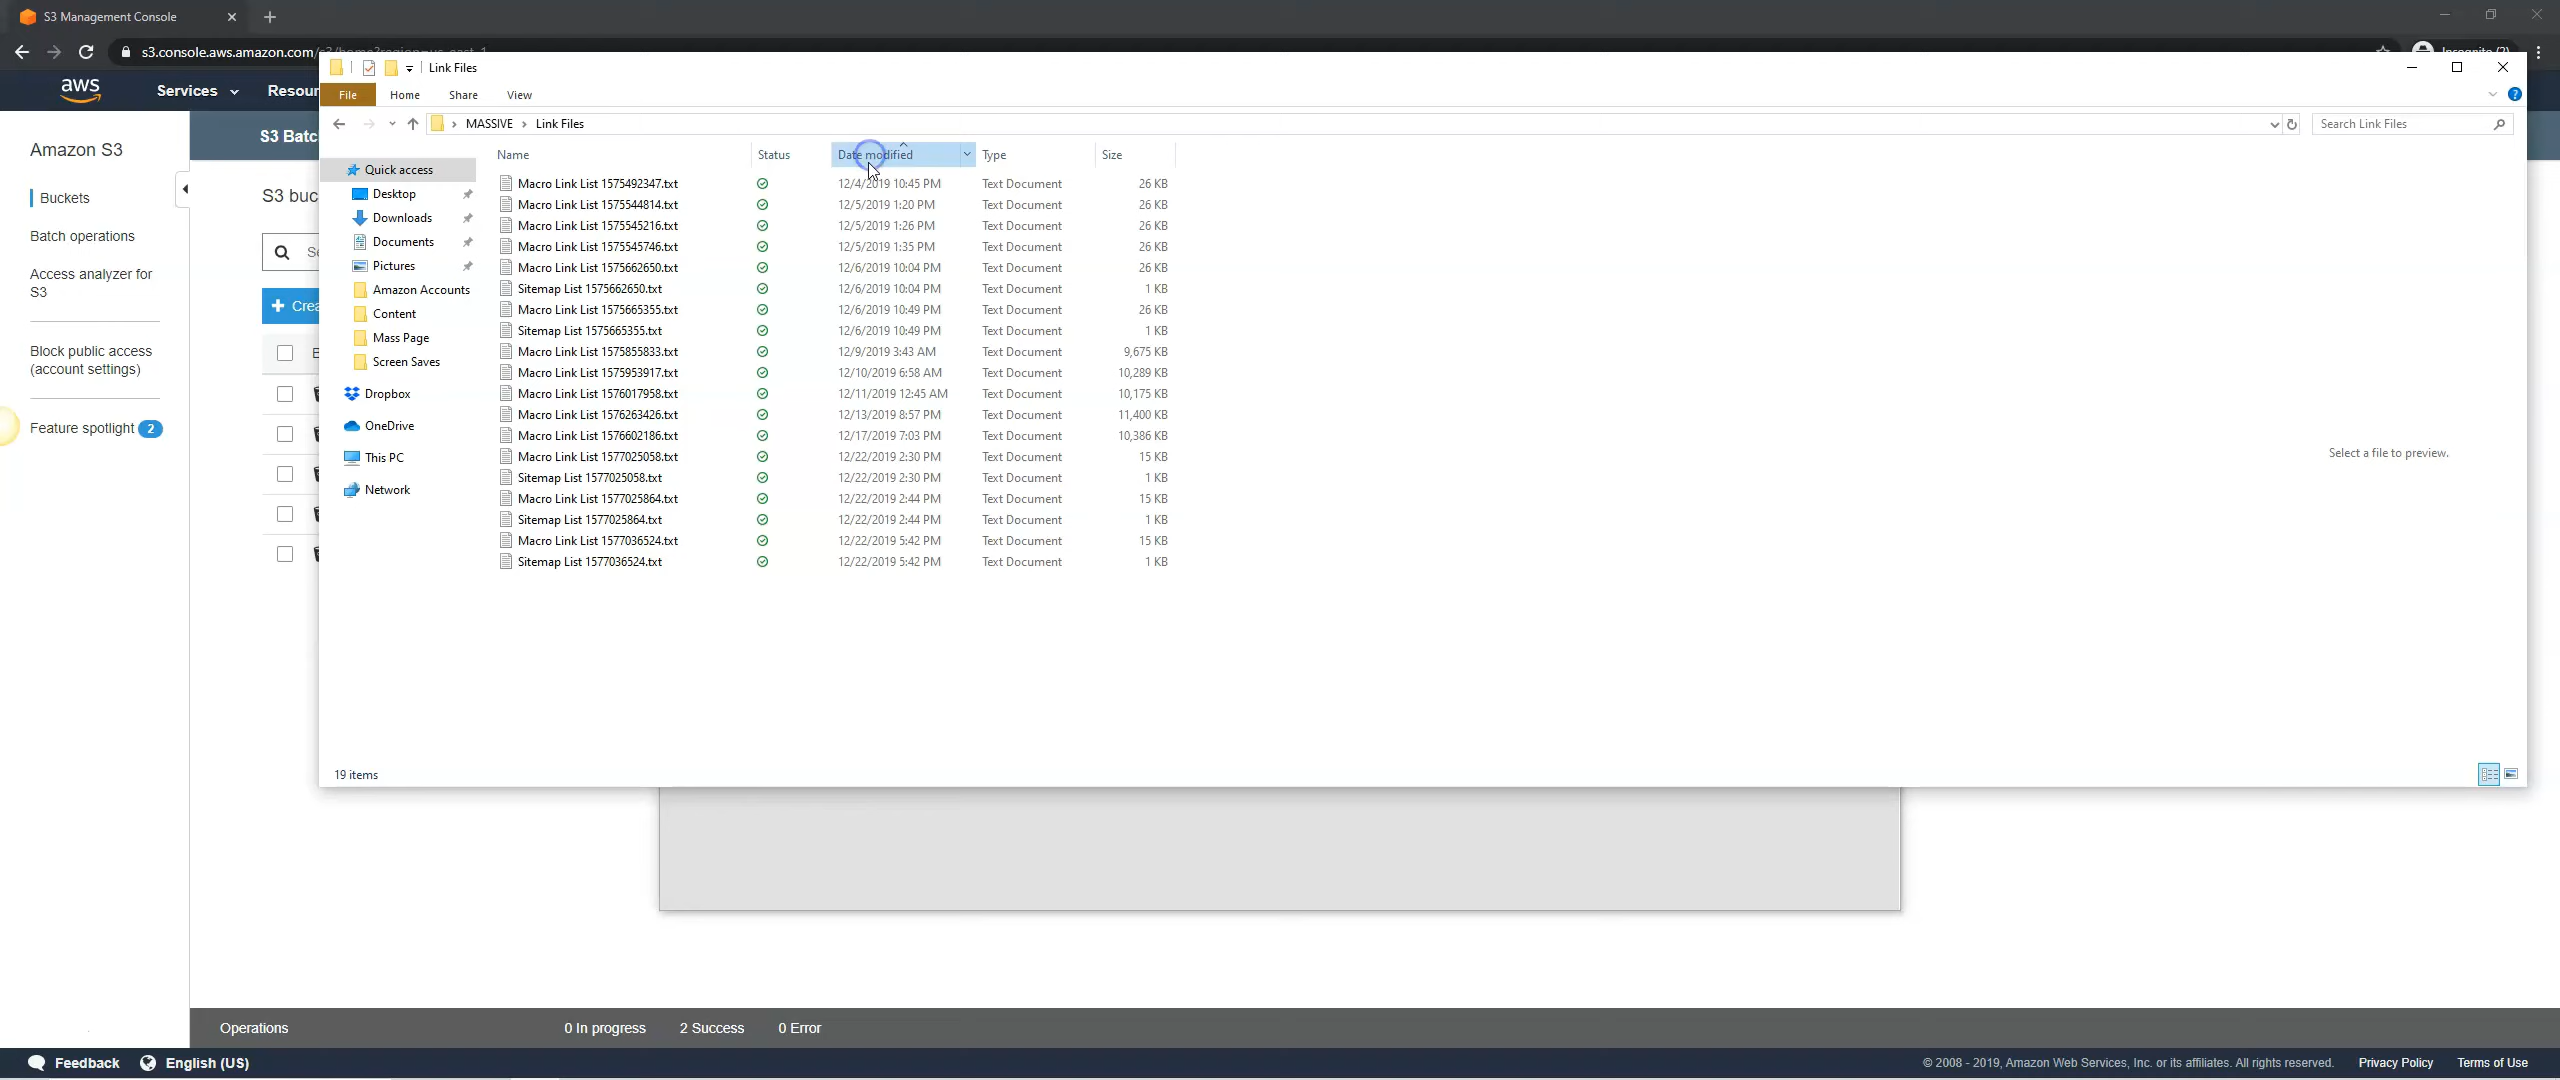 S3 Management Console
s3.console.aws.amazon.com/
Link Files
aws
Services
Resour
File
Home
Share
View
MASSIVE
Link Files
Search Link Files
S3 Batc
Amazon S3
Name
Status
Date modified
Type
Size
Buckets
Batch operations
Access analyzer for
S3
Block public access
(account settings)
Feature spotlight 2
S3 buc
Crea
Quick access
Desktop
Downloads
Documents
Pictures
Amazon Accounts
Content
Mass Page
Screen Saves
Dropbox
OneDrive
This PC
Network
Macro Link List 1575492347.txt 12/4/2019 10:45 PM Text Document 26 KB
Macro Link List 1575544814.txt 12/5/2019 1:20 PM Text Document 26 KB
Macro Link List 1575545216.txt 12/5/2019 1:26 PM Text Document 26 KB
Macro Link List 1575545746.txt 12/5/2019 1:35 PM Text Document 26 KB
Macro Link List 1575662650.txt 12/6/2019 10:04 PM Text Document 26 KB
Sitemap List 1575662650.txt 12/6/2019 10:04 PM Text Document 1 KB
Macro Link List 1575665355.txt 12/6/2019 10:49 PM Text Document 26 KB
Sitemap List 1575665355.txt 12/6/2019 10:49 PM Text Document 1 KB
Macro Link List 1575855833.txt 12/9/2019 3:43 AM Text Document 9,675 KB
Macro Link List 1575953917.txt 12/10/2019 6:58 AM Text Document 10,289 KB
Macro Link List 1576017958.txt 12/11/2019 12:45 AM Text Document 10,175 KB
Macro Link List 1576263426.txt 12/13/2019 8:57 PM Text Document 11,400 KB
Macro Link List 1576602186.txt 12/17/2019 7:03 PM Text Document 10,386 KB
Macro Link List 1577025058.txt 12/22/2019 2:30 PM Text Document 15 KB
Sitemap List 1577025058.txt 12/22/2019 2:30 PM Text Document 1 KB
Macro Link List 1577025864.txt 12/22/2019 2:44 PM Text Document 15 KB
Sitemap List 1577025864.txt 12/22/2019 2:44 PM Text Document 1 KB
Macro Link List 1577036524.txt 12/22/2019 5:42 PM Text Document 15 KB
Sitemap List 1577036524.txt 12/22/2019 5:42 PM Text Document 1 KB
Select a file to preview.
19 items
Operations 0 In progress 2 Success 0 Error
Feedback English (US) © 2008 - 2019, Amazon Web Services, Inc. or its affiliates. All rights reserved. Privacy Policy Terms of Use